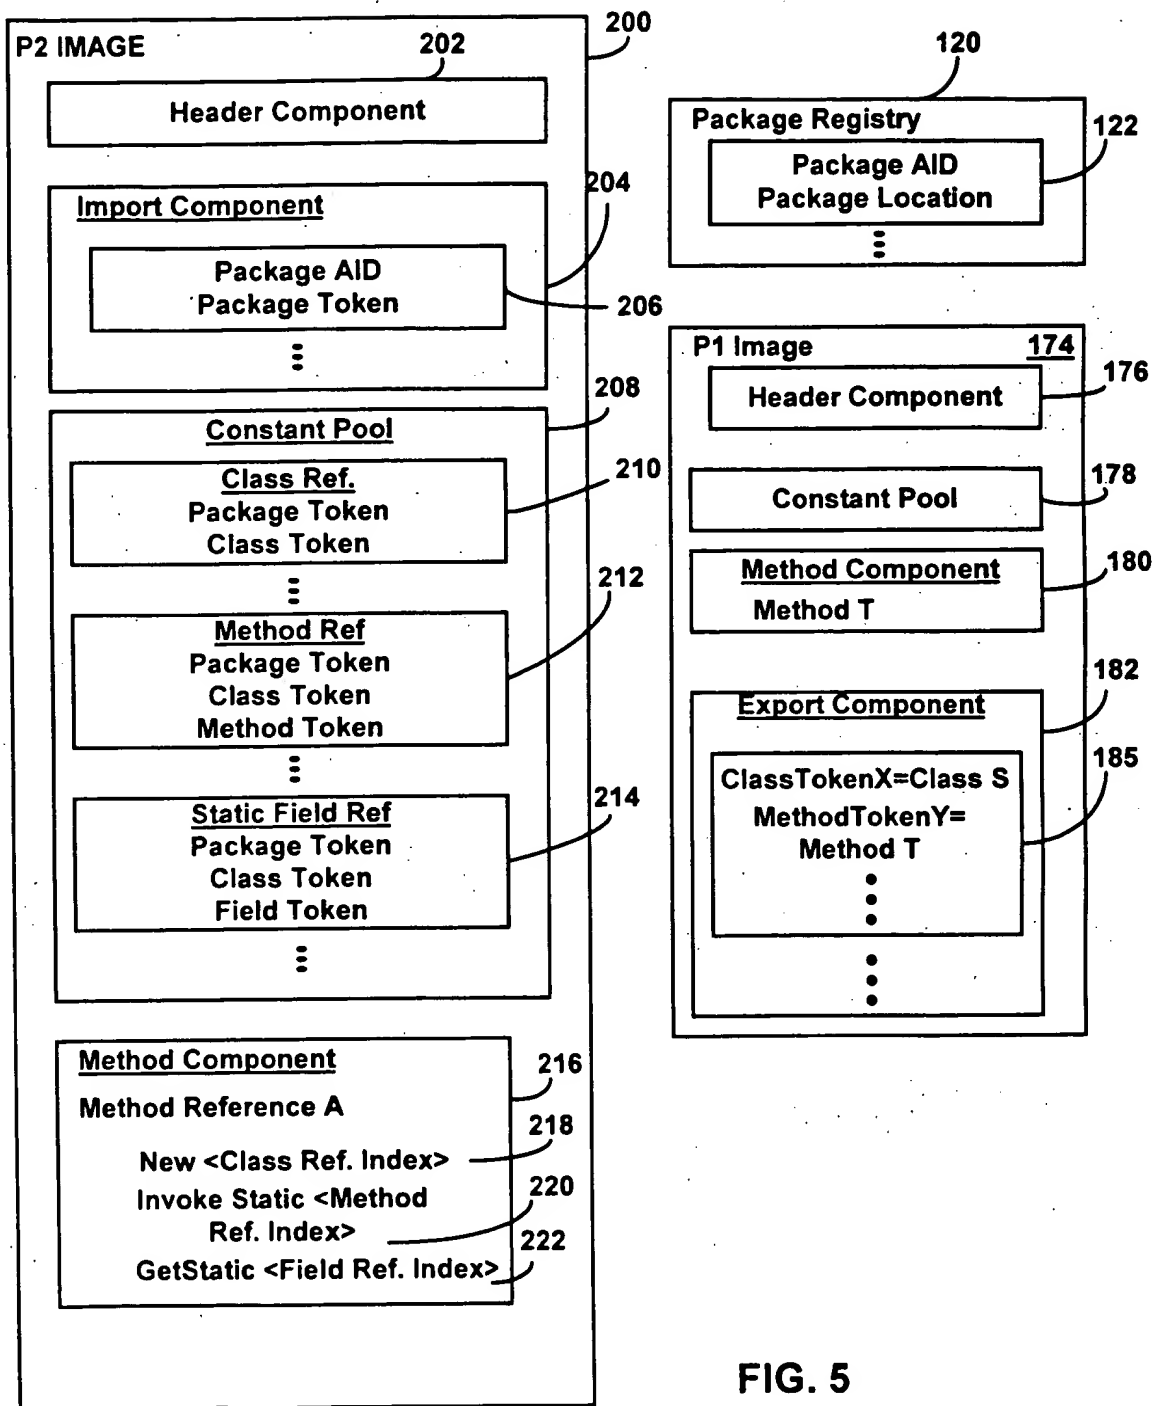 P2 IMAGE
200
202
Header Component
204
Import Component
Package AID
Package Token
206
208
Constant Pool
210
Class Ref.
Package Token
Class Token
212
Method Ref
Package Token
Class Token
Method Token
214
Static Field Ref
Package Token
Class Token
Field Token
Method Component
216
Method Reference A
218
New <Class Ref. Index>
220
Invoke Static <Method
Ref. Index>
222
GetStatic <Field Ref. Index>
120
Package Registry
122
Package AID
Package Location
P1 Image
174
176
Header Component
178
Constant Pool
180
Method Component
Method T
182
Export Component
185
ClassTokenX=Class S
MethodTokenY=
Method T
FIG. 5